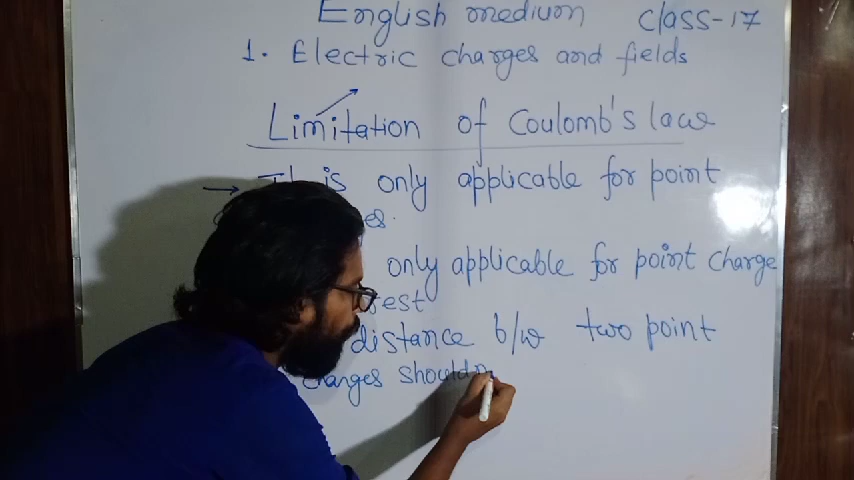 English medium class-17
1. Electric charges and fields
Limitation of Coulomb's law
→ is only applicable for point
only applicable for point charge
rest
distance b/w two point
charges should